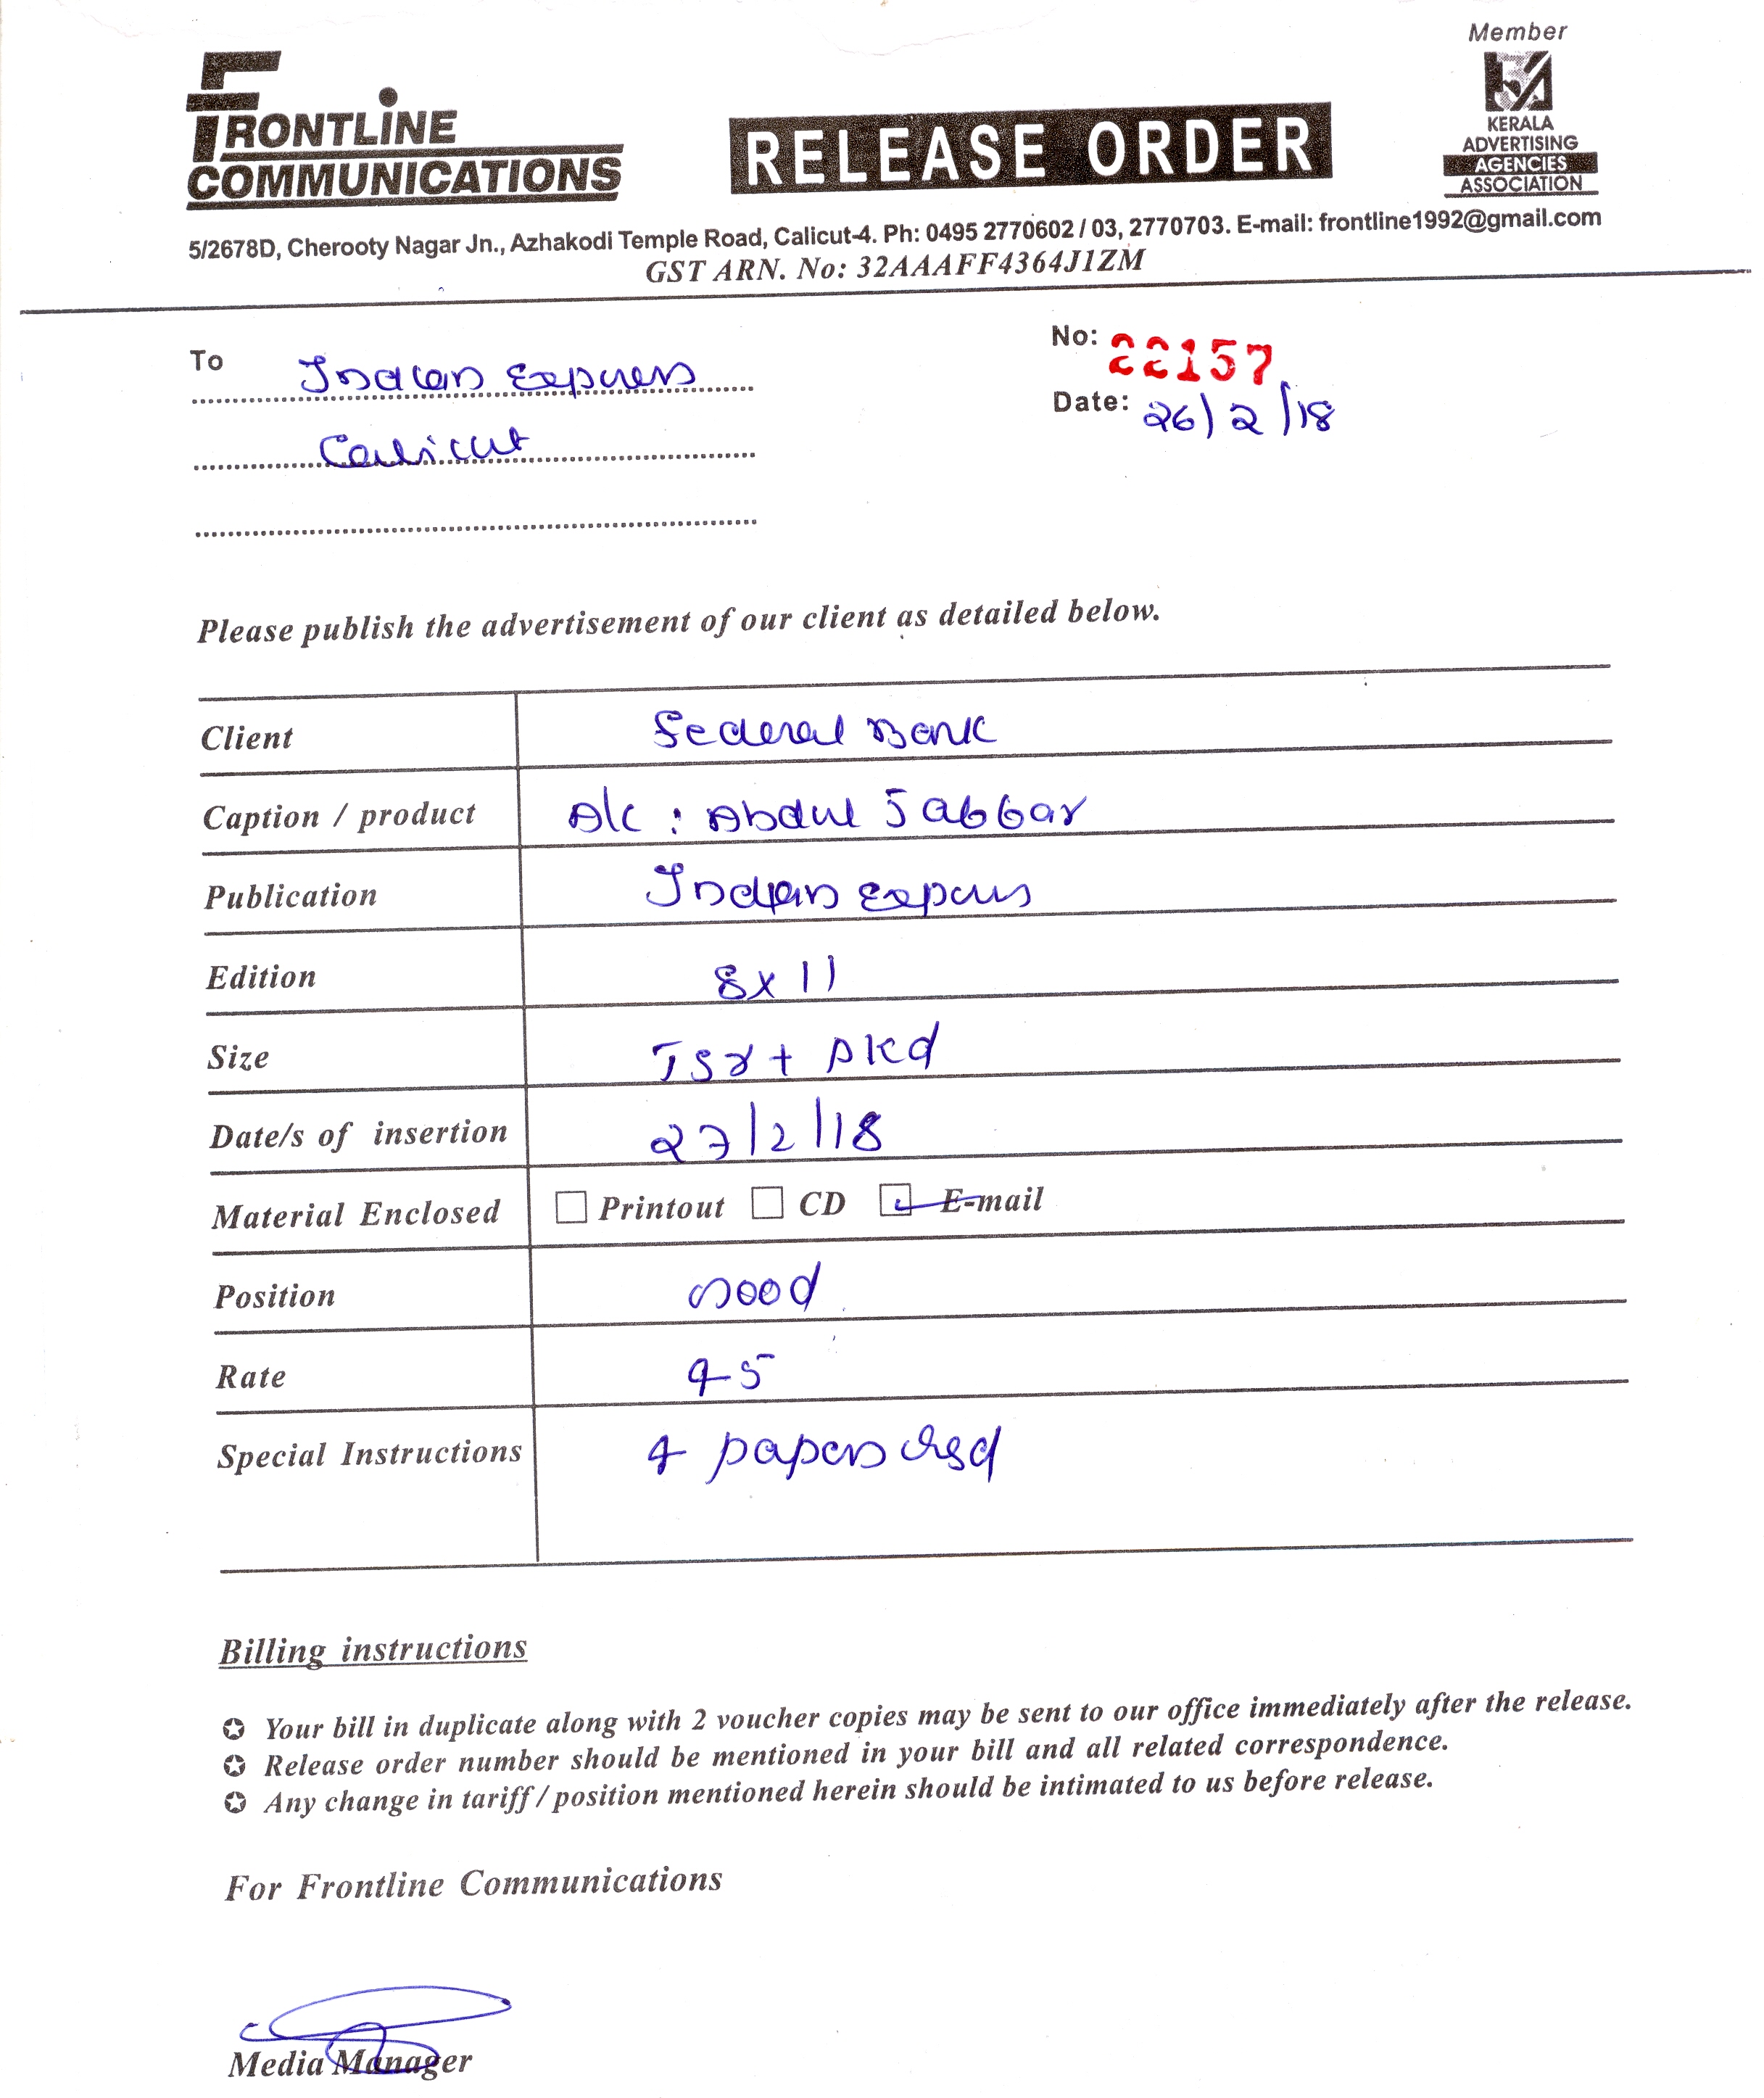 FRONTLINE
COMMUNICATIONS
RELEASE ORDER
Member
KERALA
ADVERTISING
AGENCIES
ASSOCIATION
5/2678D, Cherooty Nagar Jn., Azhakodi Temple Road, Calicut-4. Ph: 0495 2770602 / 03, 2770703. E-mail: frontline1992@gmail.com
GST ARN. No: 32AAAFF4364J1ZM
To Indian Express
Calicut
No: 22157
Date: 26/2/18
Please publish the advertisement of our client as detailed below.
Client Federal Bank
Caption / product A/c : Abdul Jabbar
Publication Indian Express
Edition 8x11
Size TSR + PKd
Date/s of insertion 27/2/18
Material Enclosed Printout CD E-mail
Position Good
Rate 95
Special Instructions 4 papers
Billing instructions
✪ Your bill in duplicate along with 2 voucher copies may be sent to our office immediately after the release.
✪ Release order number should be mentioned in your bill and all related correspondence.
✪ Any change in tariff / position mentioned herein should be intimated to us before release.
For Frontline Communications
Media Manager